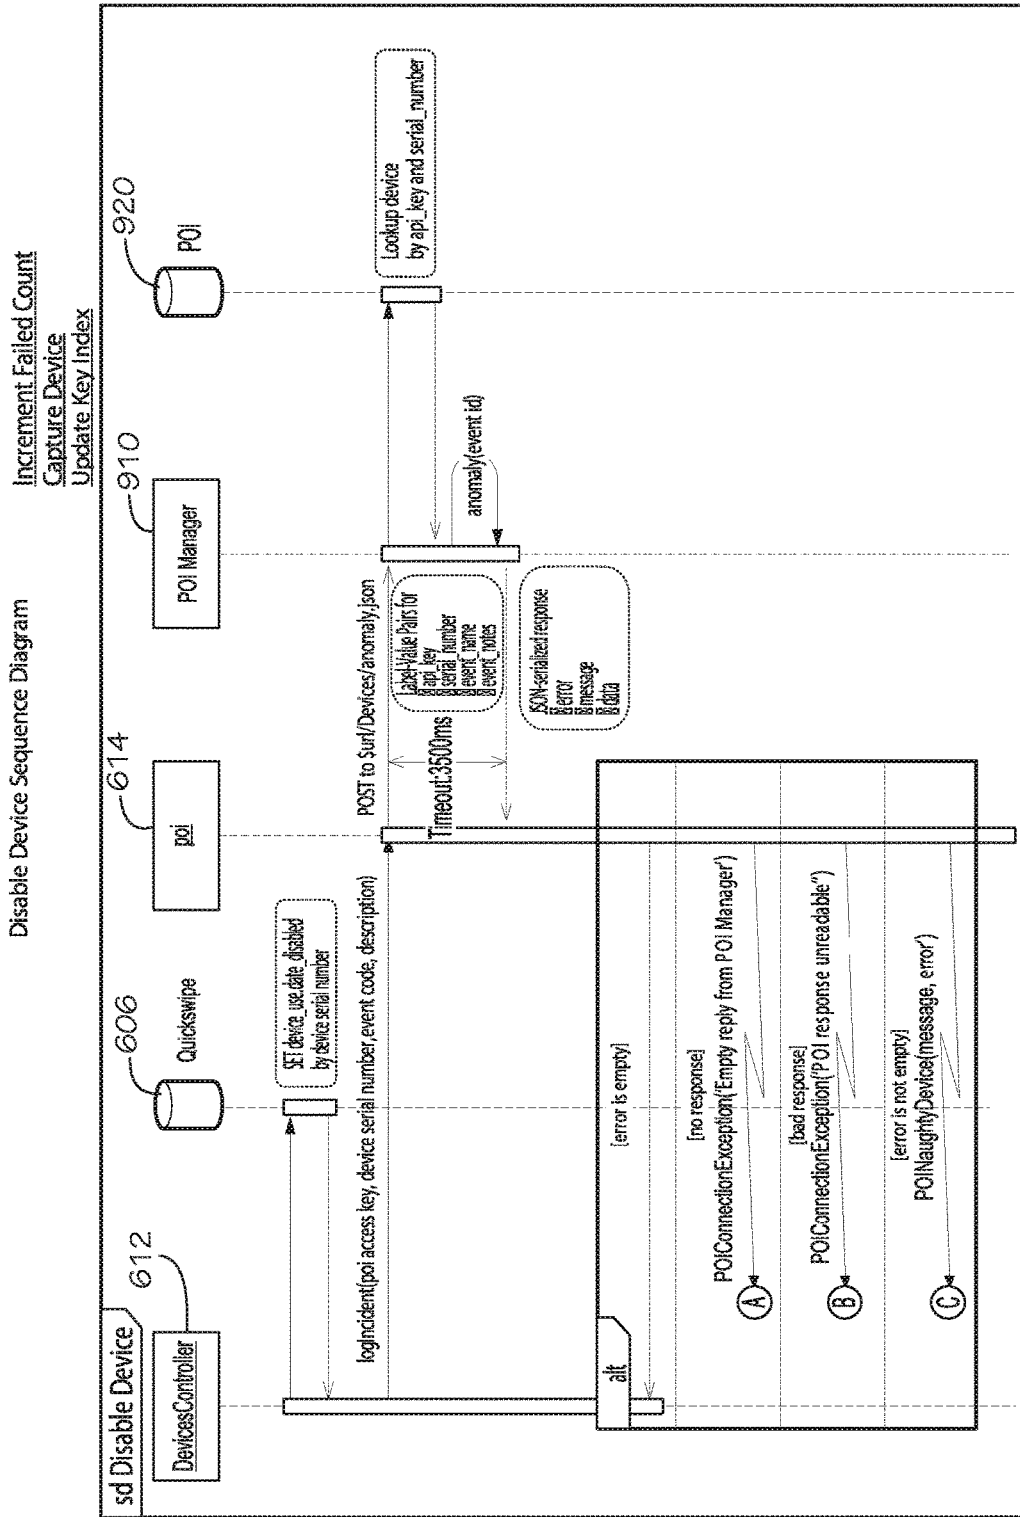 Disable Device Sequence Diagram
Increment Failed Count
Capture Device
Update Key Index
sd Disable Device
612
606
614
910
920
DevicesController
Quickswipe
poi
POI Manager
POI
SET device_use.date_disabled
by device serial number
logIncident(poi access key, device serial number,event code, description)
POST to $url/Devices/anomaly.json
Lookup device
by api_key and serial_number
Label-Value Pairs for
api_key
serial_number
event_name
event_notes
Timeout:3500ms
anomaly(event id)
JSON-serialized response
error
message
data
alt
[error is empty]
[no response]
POIConnectionException('Empty reply from POI Manager')
A
[bad response]
POIConnectionException('POI response unreadable")
B
[error is not empty]
POINaughtyDevice(message, error')
C